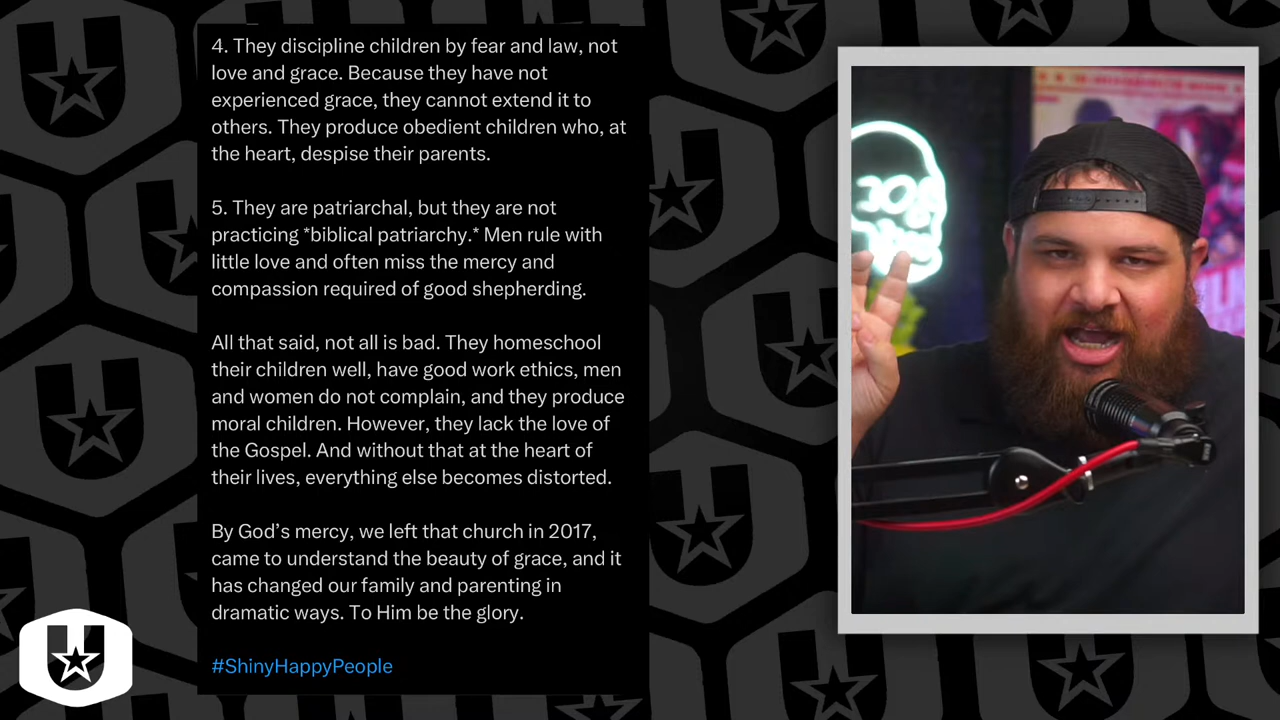 4. They discipline children by fear and law, not
love and grace. Because they have not
experienced grace, they cannot extend it to
others. They produce obedient children who, at
the heart, despise their parents.
5. They are patriarchal, but they are not
practicing *biblical patriarchy.* Men rule with
little love and often miss the mercy and
compassion required of good shepherding.
All that said, not all is bad. They homeschool
their children well, have good work ethics, men
and women do not complain, and they produce
moral children. However, they lack the love of
the Gospel. And without that at the heart of
their lives, everything else becomes distorted.
By God’s mercy, we left that church in 2017,
came to understand the beauty of grace, and it
has changed our family and parenting in
dramatic ways. To Him be the glory.
#ShinyHappyPeople